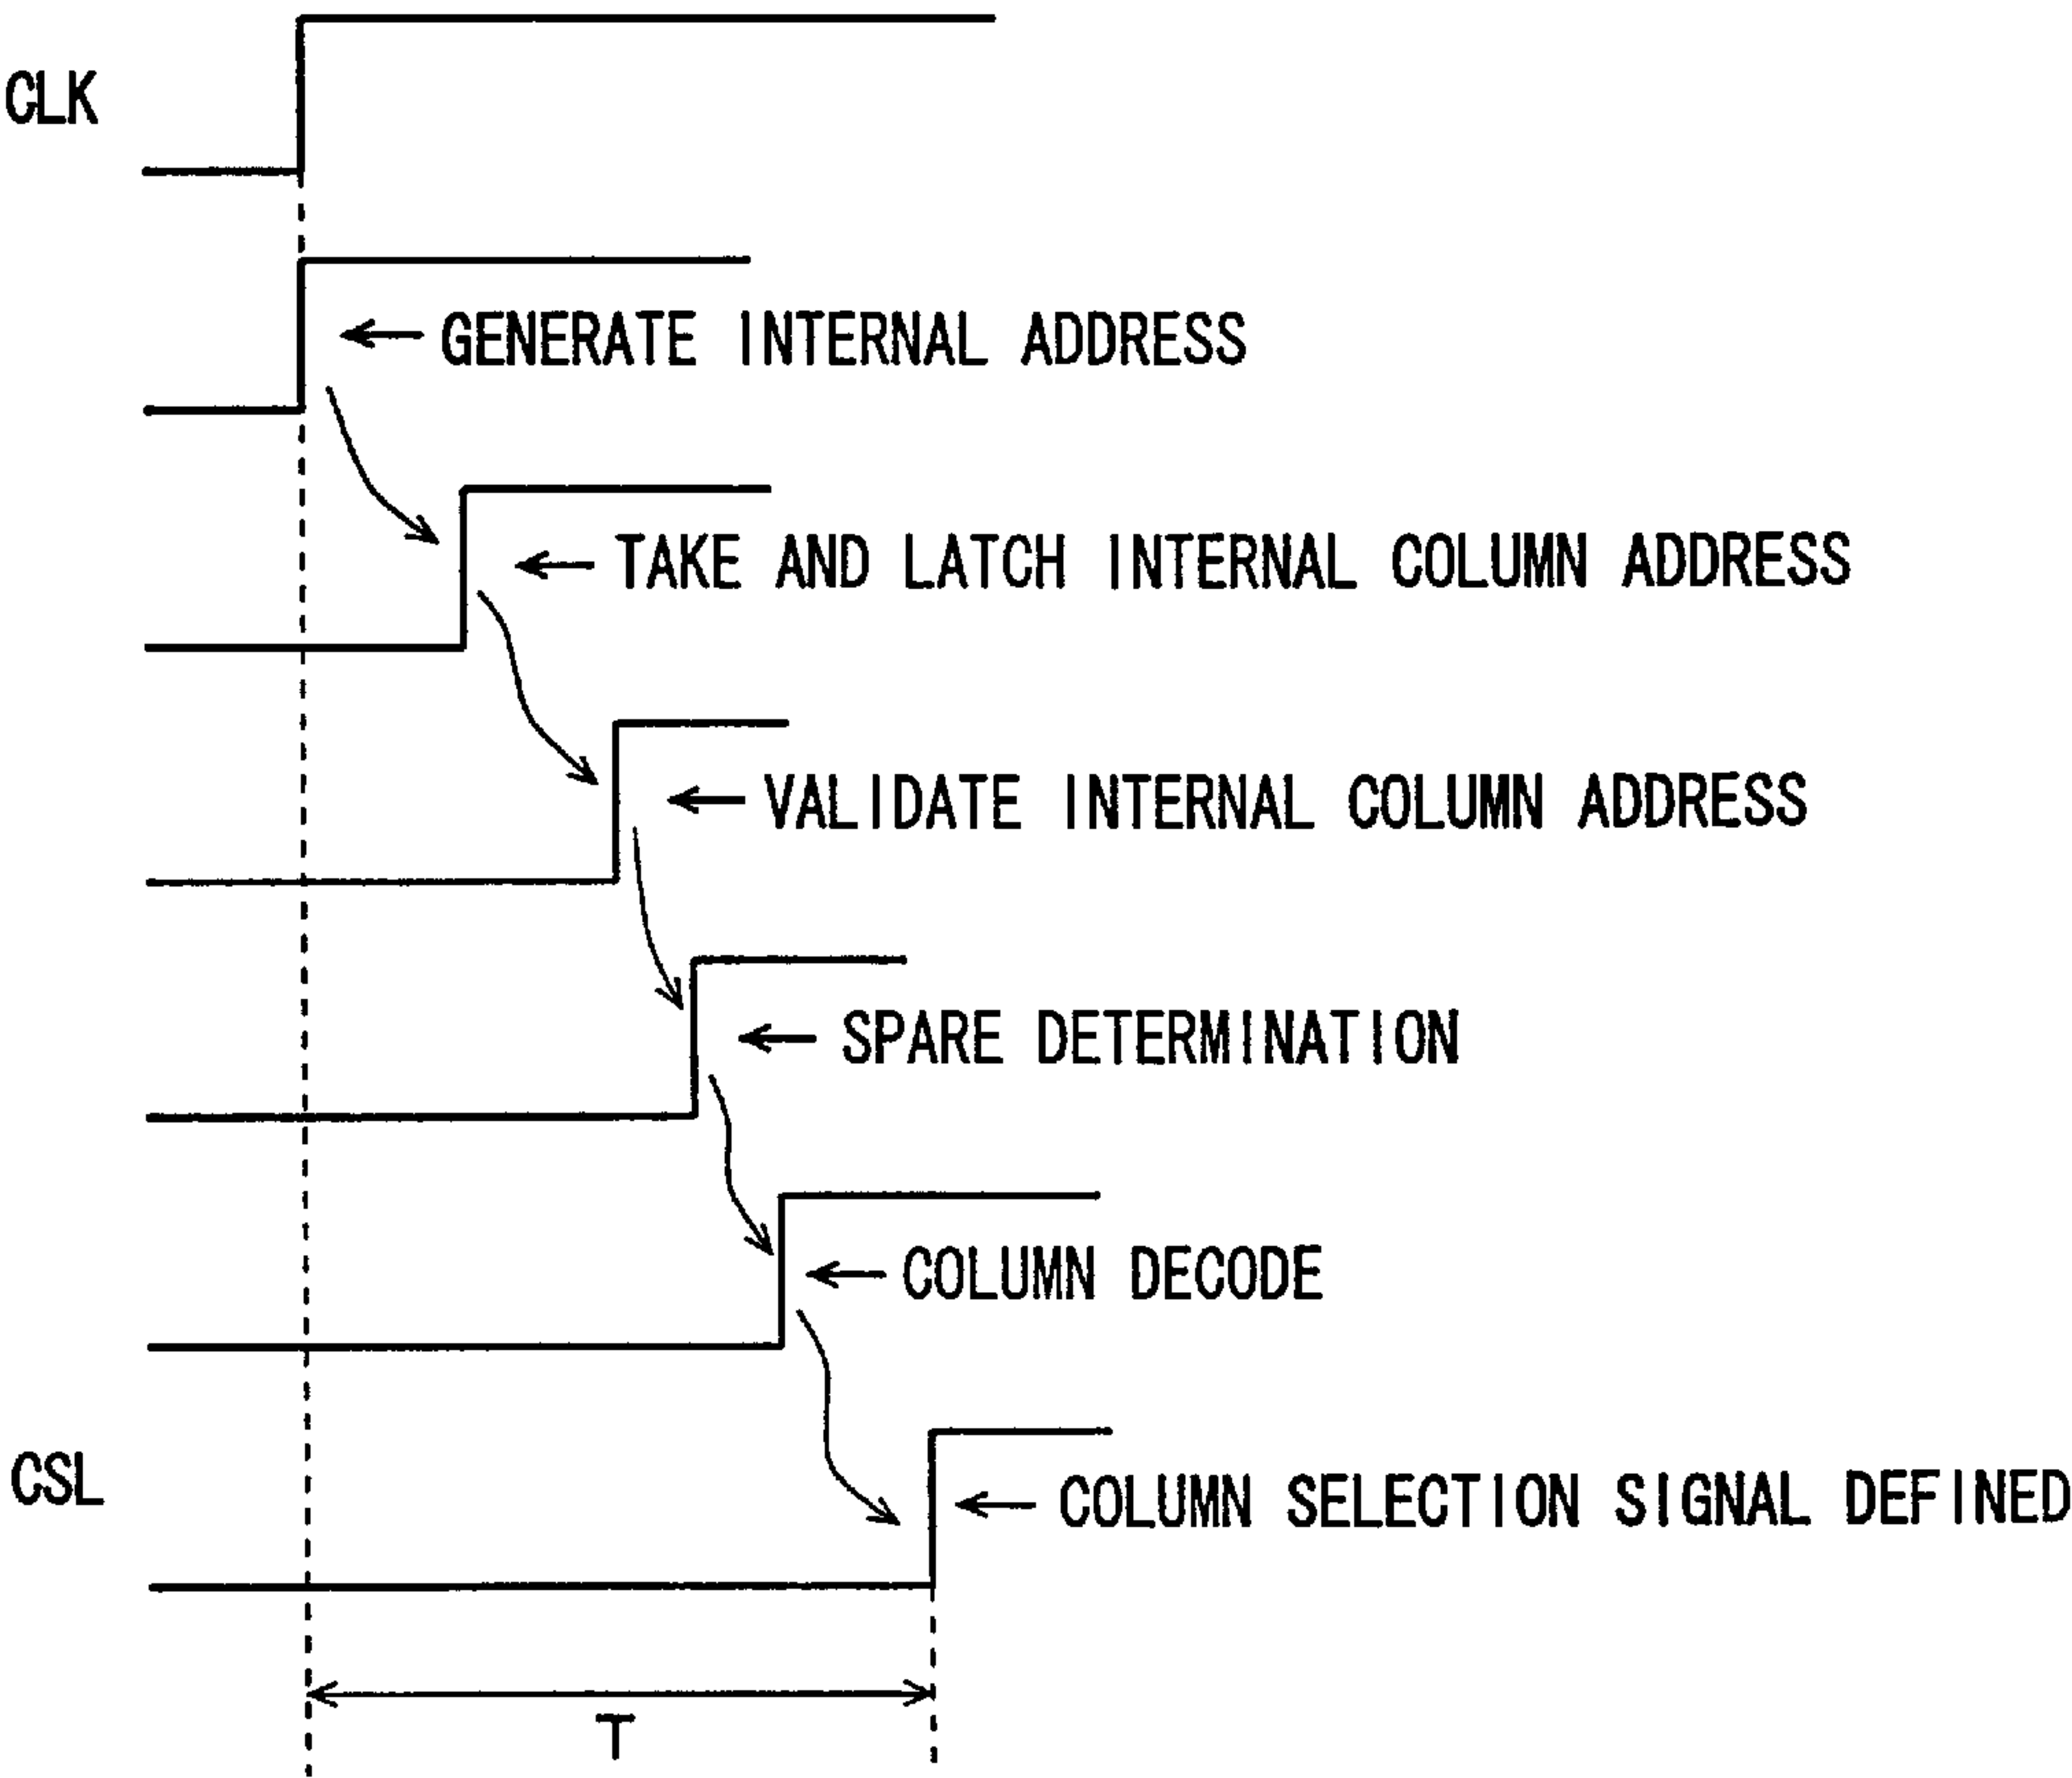 CLK
GENERATE INTERNAL ADDRESS
TAKE AND LATCH INTERNAL COLUMN ADDRESS
VALIDATE INTERNAL COLUMN ADDRESS
SPARE DETERMINATION
COLUMN DECODE
CSL
COLUMN SELECTION SIGNAL DEFINED
T